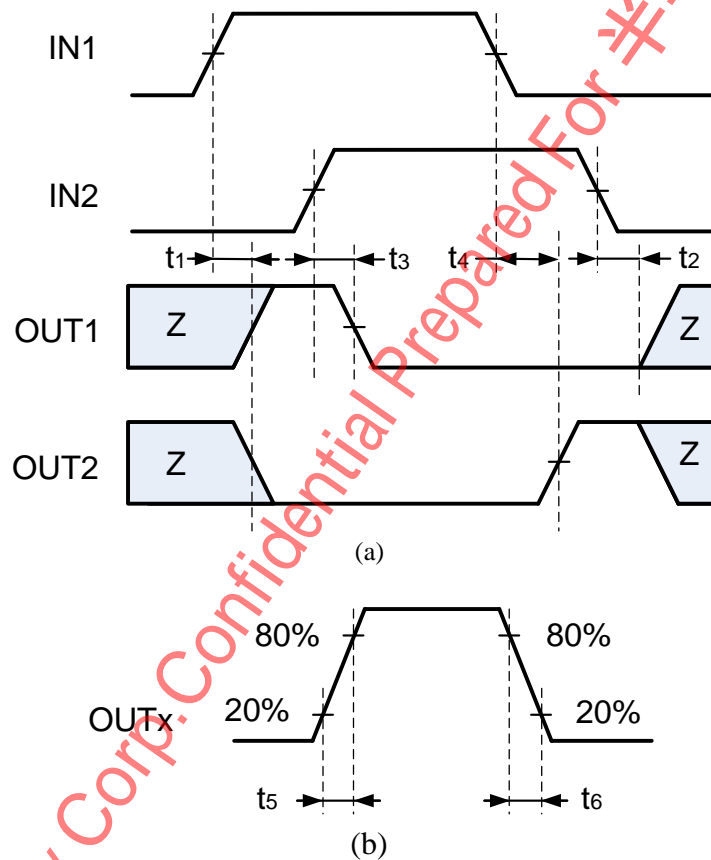 IN1
IN2
t1
t3
t4
t2
OUT1
Z
Z
OUT2
Z
Z
(a)
80%
80%
OUTx
20%
20%
t5
t6
(b)
Corp.Confidential Prepared For 半